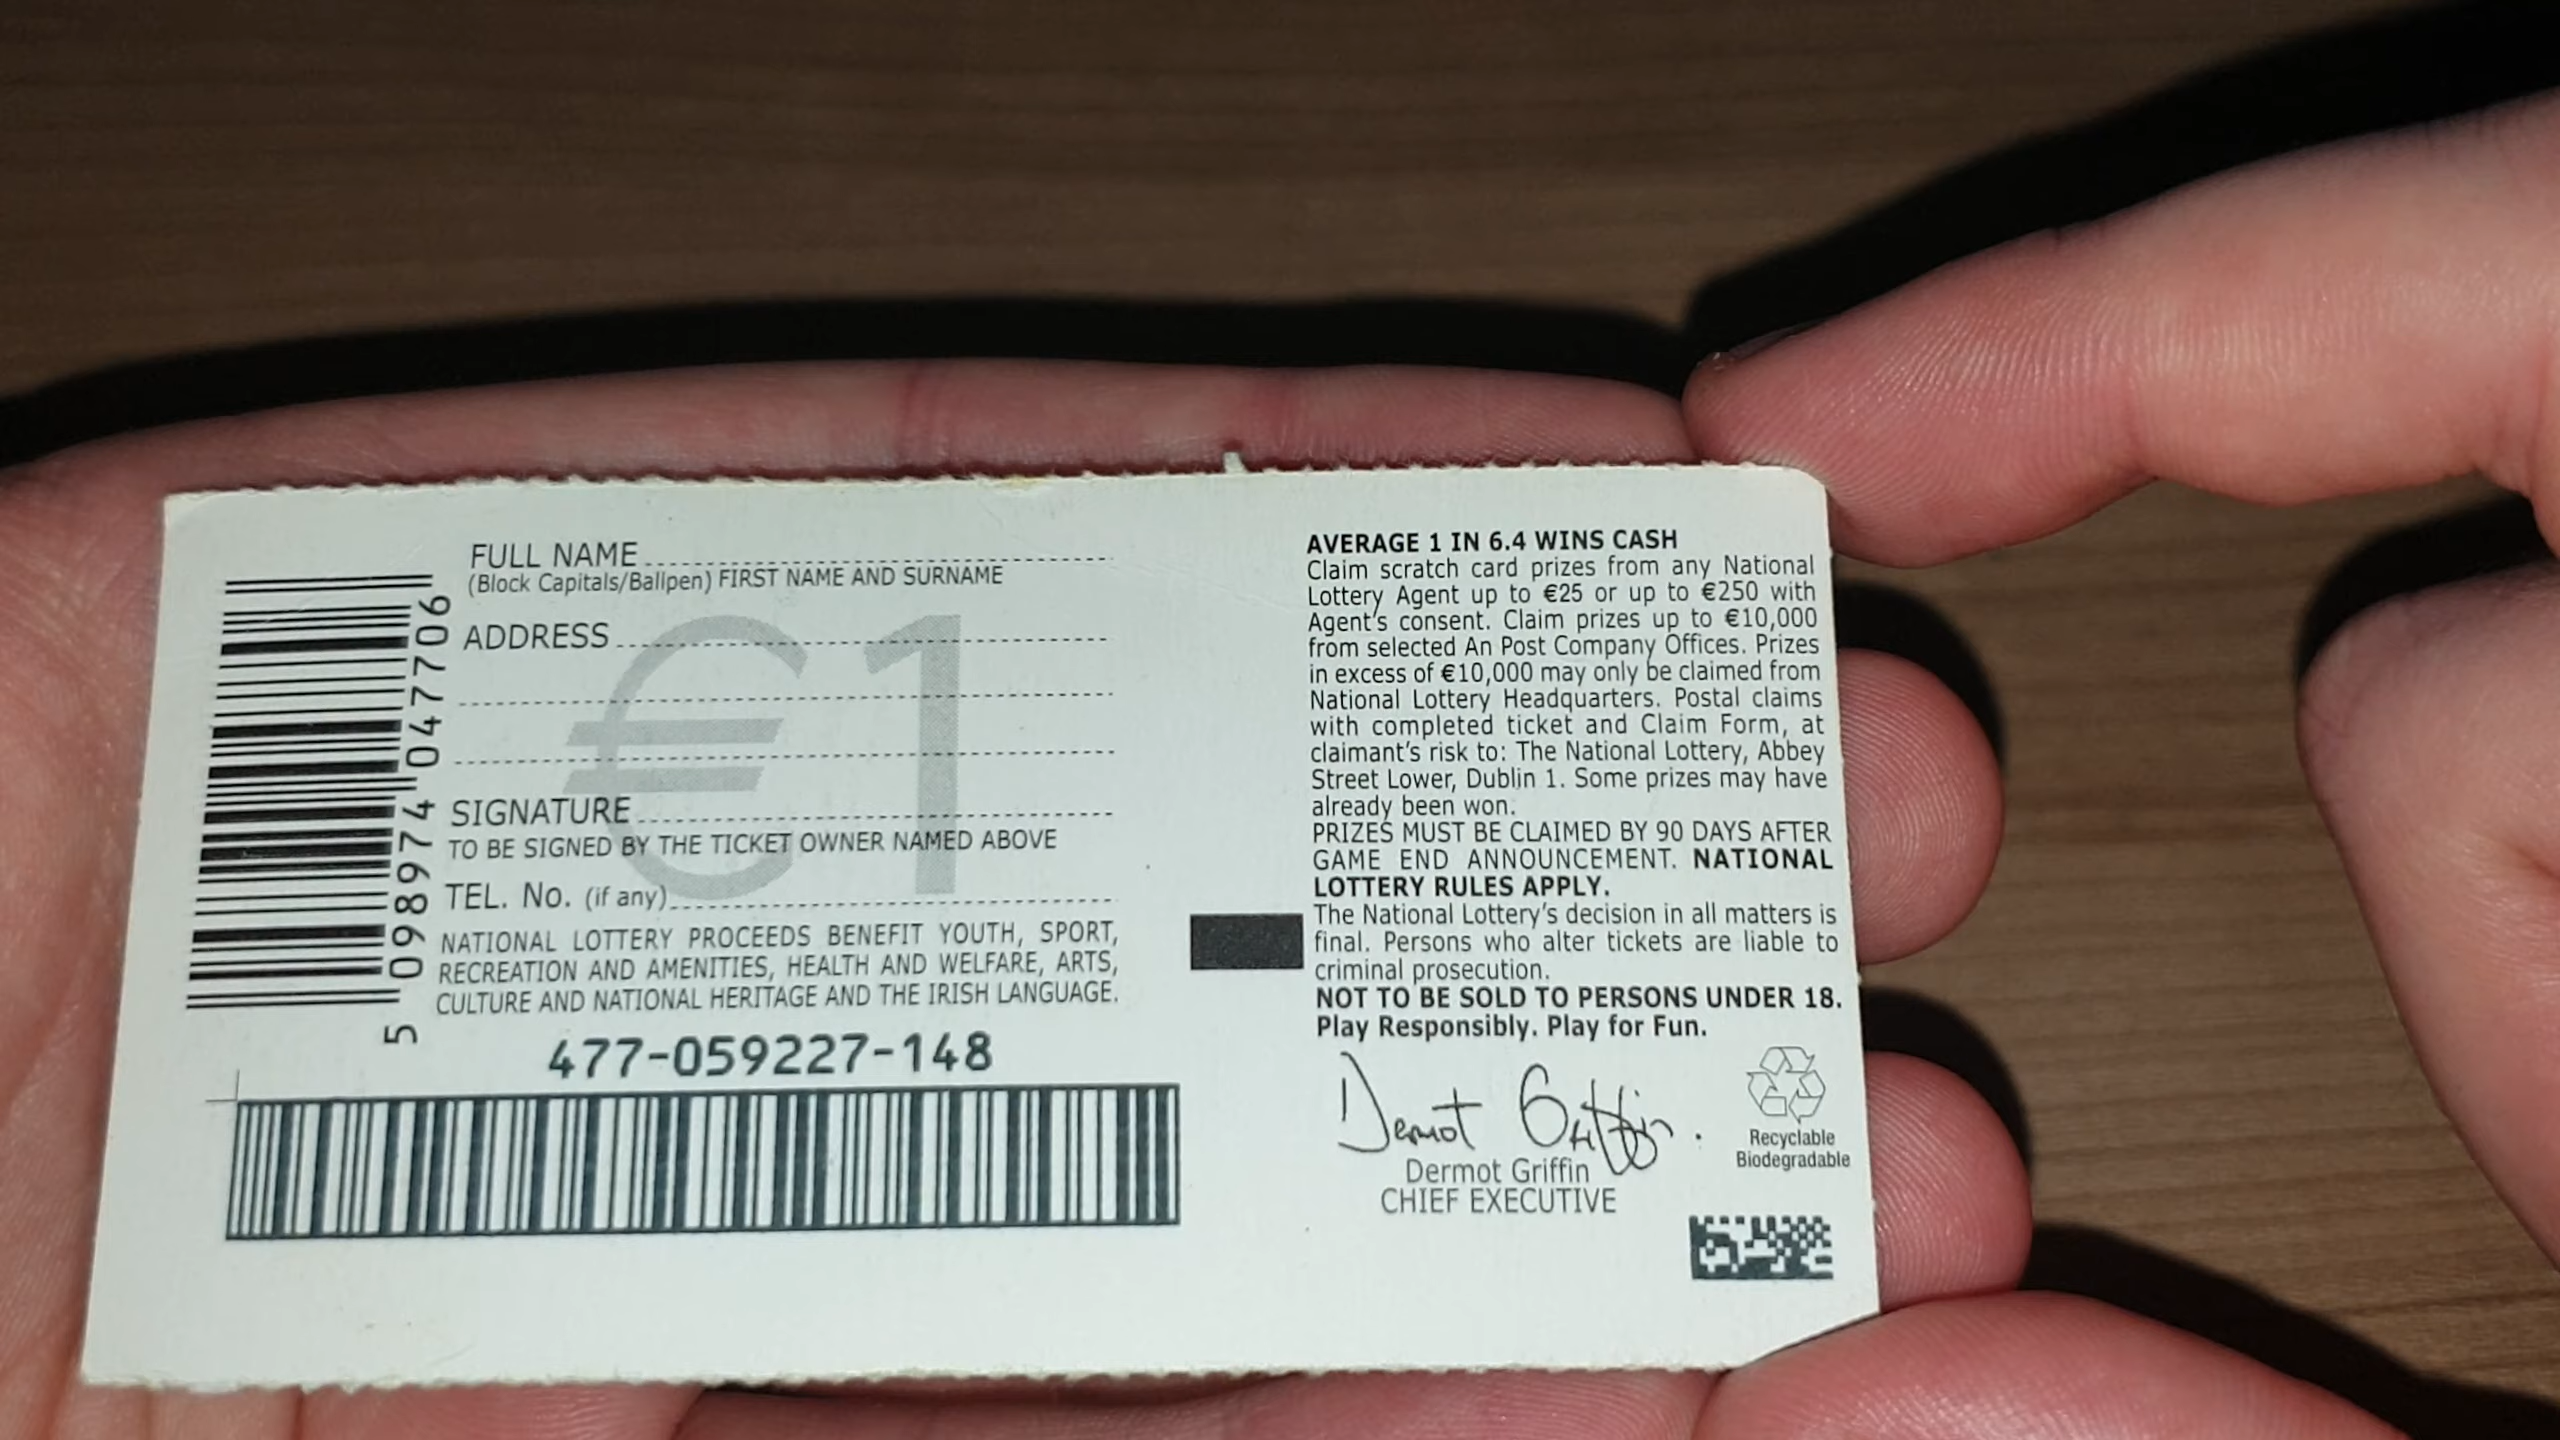 FULL NAME
(Block Capitals/Ballpen) FIRST NAME AND SURNAME
ADDRESS
€1
SIGNATURE
TO BE SIGNED BY THE TICKET OWNER NAMED ABOVE
TEL. No. (if any)
NATIONAL LOTTERY PROCEEDS BENEFIT YOUTH, SPORT,
RECREATION AND AMENITIES, HEALTH AND WELFARE, ARTS,
CULTURE AND NATIONAL HERITAGE AND THE IRISH LANGUAGE.
5 098974 047706
477-059227-148
AVERAGE 1 IN 6.4 WINS CASH
Claim scratch card prizes from any National
Lottery Agent up to €25 or up to €250 with
Agent's consent. Claim prizes up to €10,000
from selected An Post Company Offices. Prizes
in excess of €10,000 may only be claimed from
National Lottery Headquarters. Postal claims
with completed ticket and Claim Form, at
claimant's risk to: The National Lottery, Abbey
Street Lower, Dublin 1. Some prizes may have
already been won.
PRIZES MUST BE CLAIMED BY 90 DAYS AFTER
GAME END ANNOUNCEMENT. NATIONAL
LOTTERY RULES APPLY.
The National Lottery's decision in all matters is
final. Persons who alter tickets are liable to
criminal prosecution.
NOT TO BE SOLD TO PERSONS UNDER 18.
Play Responsibly. Play for Fun.
Dermot Griffin.
Dermot Griffin
CHIEF EXECUTIVE
Recyclable
Biodegradable